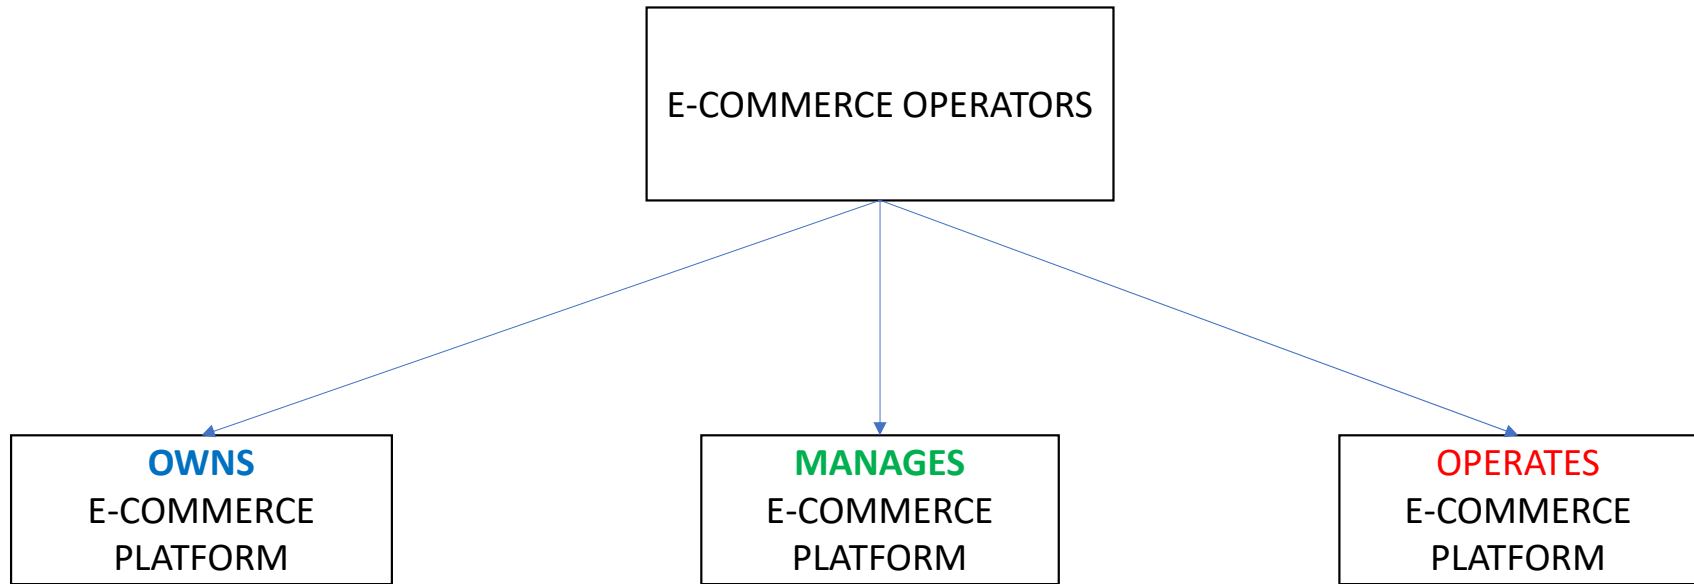 E-COMMERCE OPERATORS
OWNS
E-COMMERCE
PLATFORM
MANAGES
E-COMMERCE
PLATFORM
OPERATES
E-COMMERCE
PLATFORM